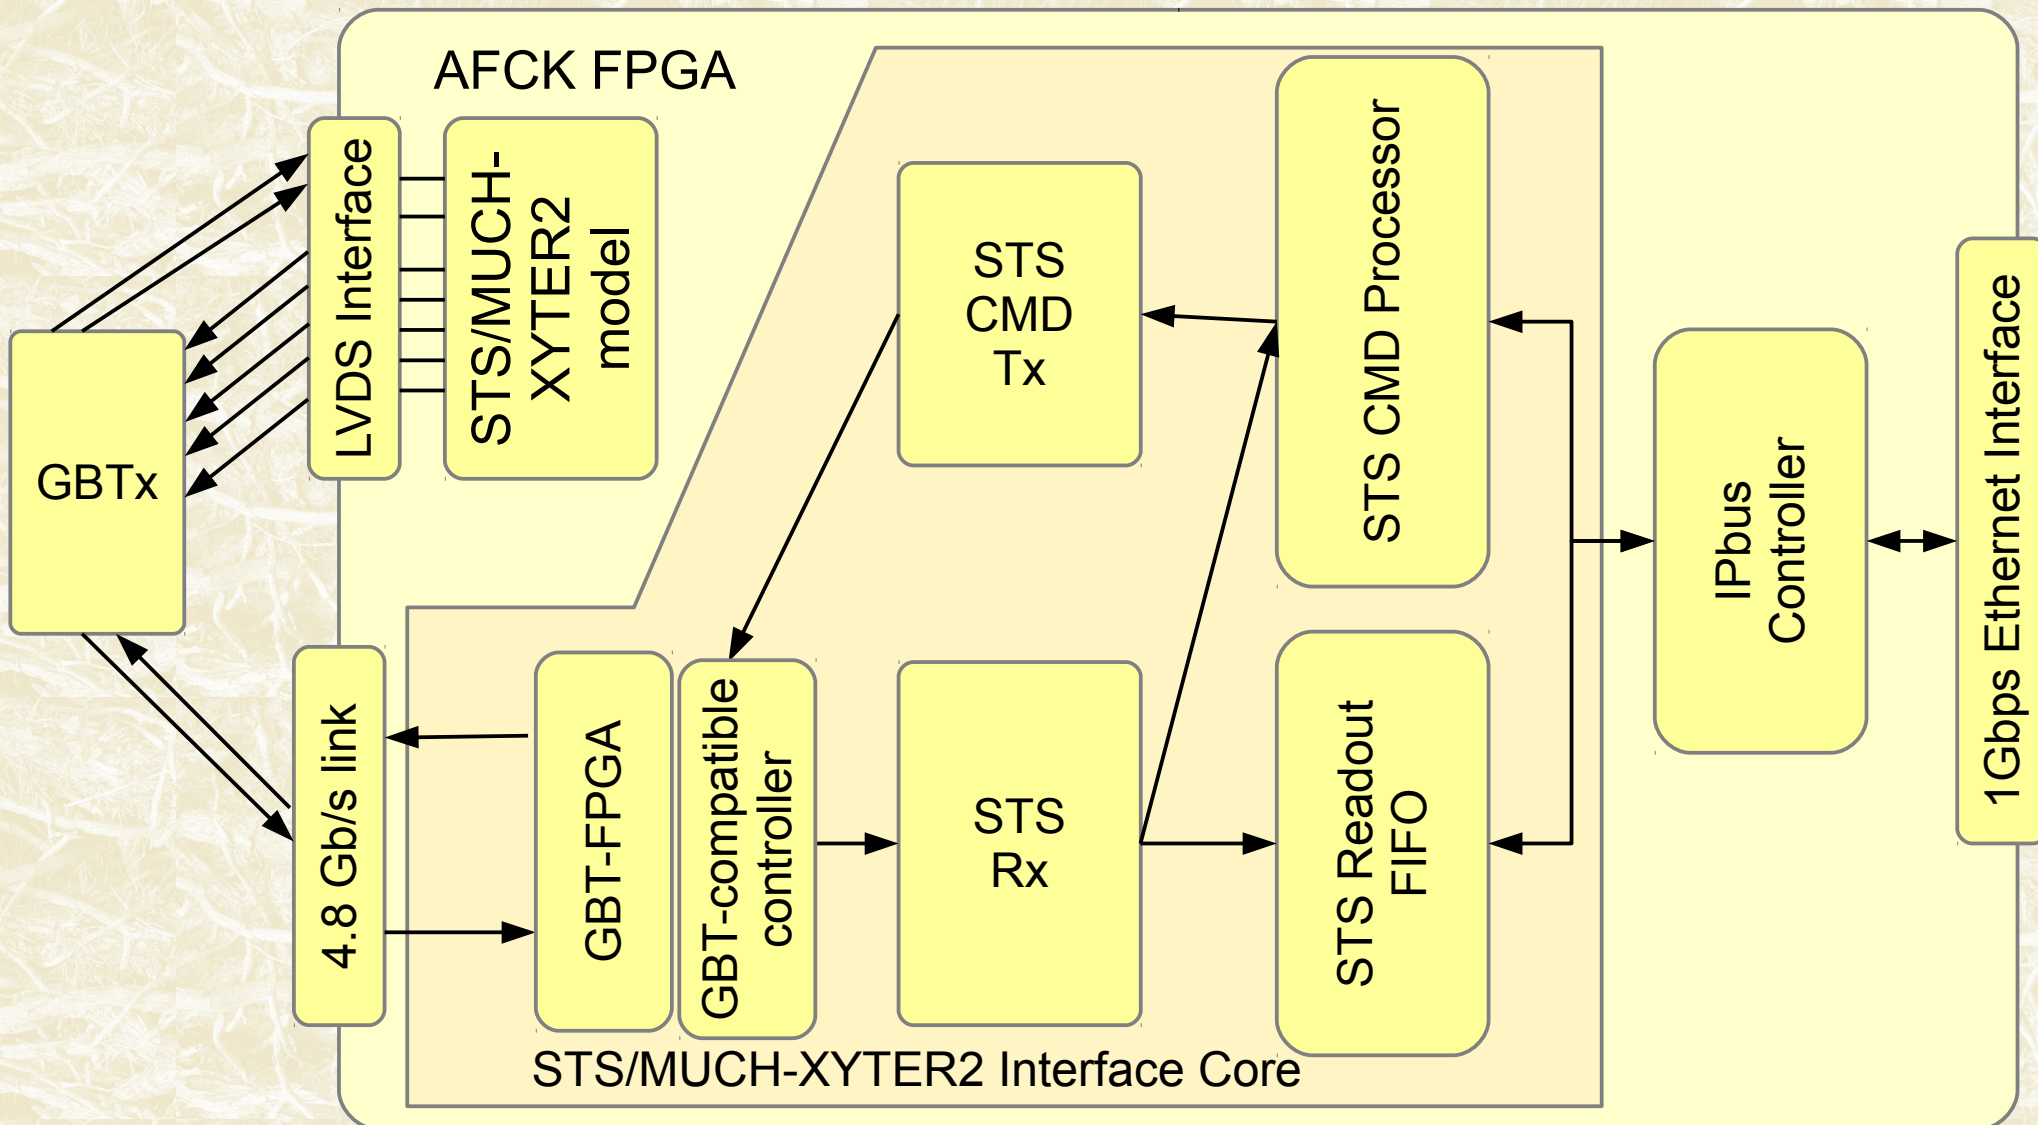 AFCK FPGA
LVDS Interface
STS/MUCH-
XYTER2
model
GBTx
STS
CMD
Tx
STS CMD Processor
IPbus
Controller
1Gbps Ethernet Interface
4.8 Gb/s link
GBT-FPGA
GBT-compatible
controller
STS
Rx
STS Readout
FIFO
STS/MUCH-XYTER2 Interface Core